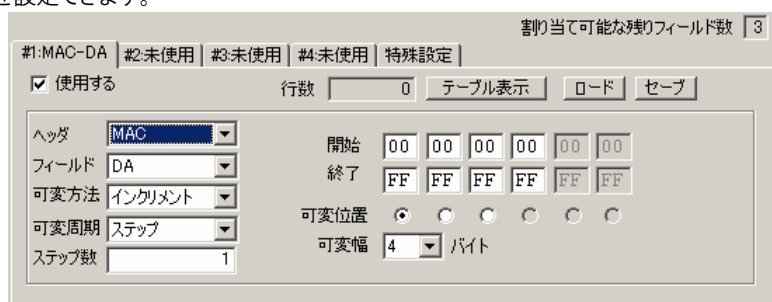 を設定できます。
割り当て可能な残りフィールド数 3
#1:MAC-DA #2:未使用 #3:未使用 #4:未使用 特殊設定
使用する 行数 0 テーブル表示 ロード セーブ
ヘッダ MAC 開始 00 00 00 00 00 00
フィールド DA 終了 FF FF FF FF FF FF
可変方法 インクリメント 可変位置
可変周期 ステップ 可変幅 4 バイト
ステップ数 1